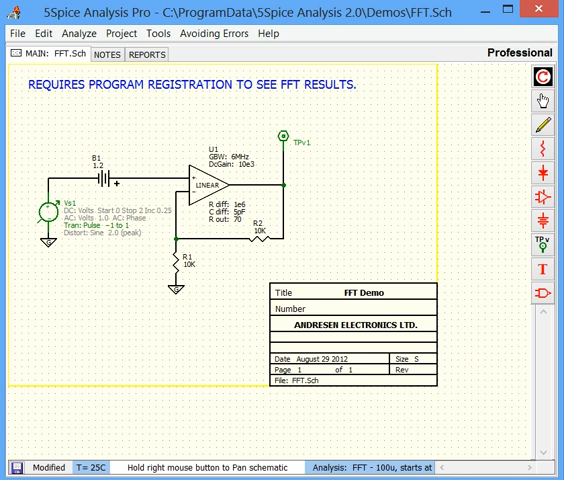 5Spice Analysis Pro - C:\ProgramData\5Spice Analysis 2.0\Demos\FFT.Sch
File Edit Analyze Project Tools Avoiding Errors Help
MAIN: FFT.Sch NOTES REPORTS Professional
REQUIRES PROGRAM REGISTRATION TO SEE FFT RESULTS.
TPv1
U1
GBW: 6MHz
DcGain: 10e3
B1
1.2
+
+
LINEAR
-
Vs1
DC: Volts Start 0 Stop 2 Inc 0.25
AC: Volts 1.0 AC: Phase
Tran: Pulse -1 to 1
Distort: Sine 2.0 (peak)
R diff: 1e6
C diff: 5pF
R out: 70
R2
10K
G
R1
10K
G
Title FFT Demo
Number
ANDRESEN ELECTRONICS LTD.
Date August 29 2012 Size S
Page 1 of 1 Rev
File: FFT.Sch
TPv
T
Modified T= 25C Hold right mouse button to Pan schematic Analysis: FFT - 100u, starts at